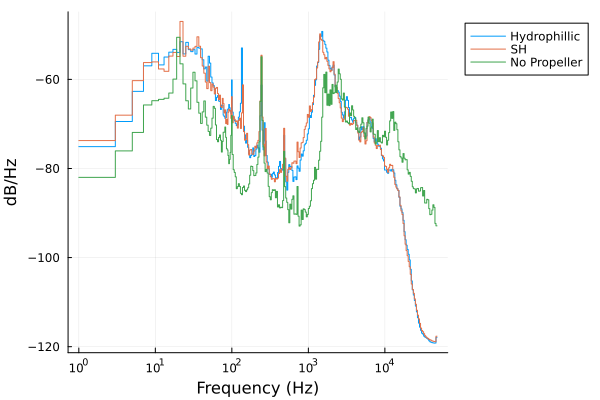 Hydrophillic
SH
No Propeller
dB/Hz
−60
−80
−100
−120
10^0
10^1
10^2
10^3
10^4
Frequency (Hz)